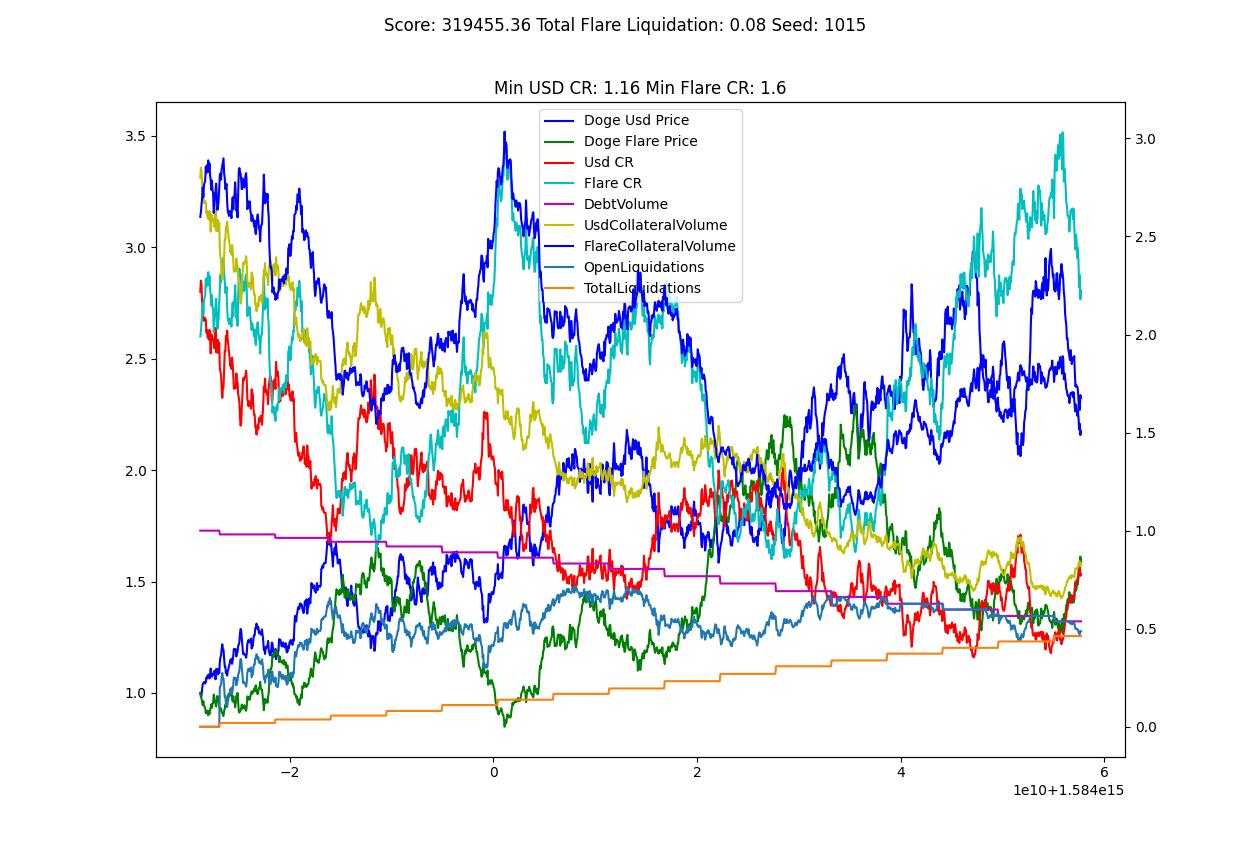 Score: 319455.36 Total Flare Liquidation: 0.08 Seed: 1015
Min USD CR: 1.16 Min Flare CR: 1.6
Doge Usd Price
Doge Flare Price
Usd CR
Flare CR
DebtVolume
UsdCollateralVolume
FlareCollateralVolume
OpenLiquidations
TotalLiquidations
3.5
3.0
2.5
2.0
1.5
1.0
3.0
2.5
2.0
1.5
1.0
0.5
0.0
−2
0
2
4
6
1e10+1.584e15